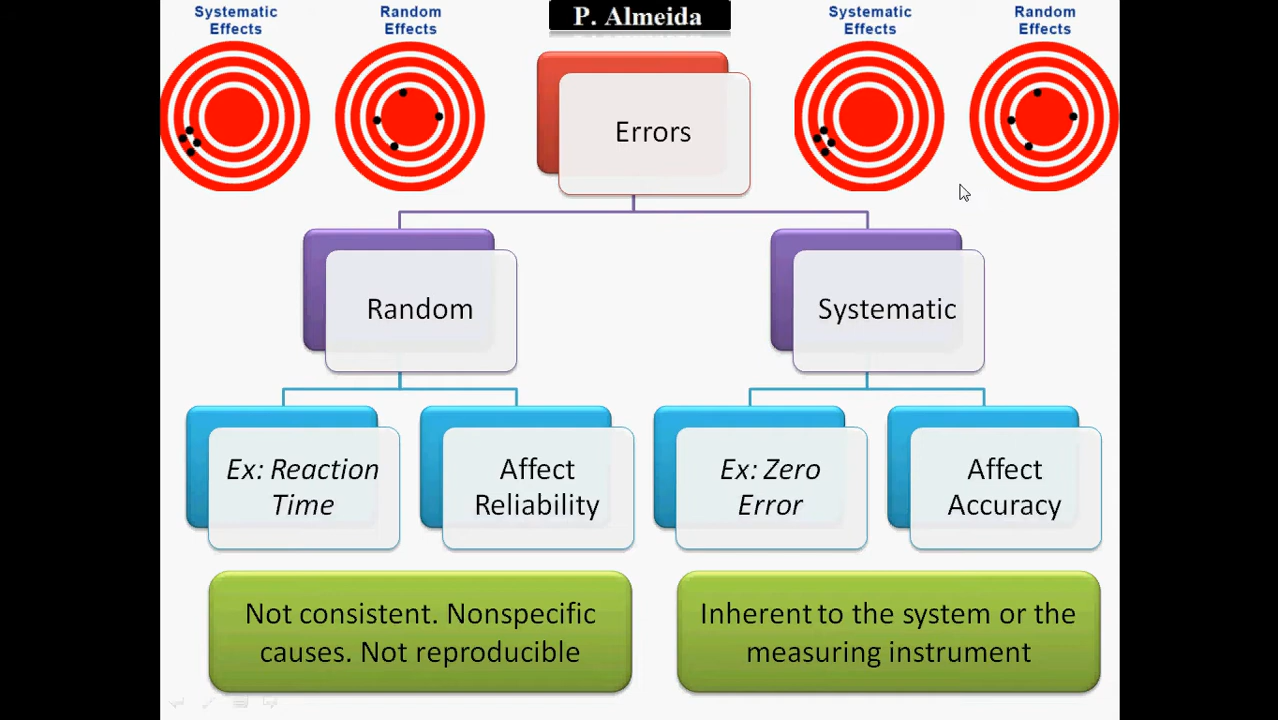 Systematic
Effects
Random
Effects
P. Almeida
Systematic
Effects
Random
Effects
Errors
Random
Systematic
Ex: Reaction
Time
Affect
Reliability
Ex: Zero
Error
Affect
Accuracy
Not consistent. Nonspecific
causes. Not reproducible
Inherent to the system or the
measuring instrument